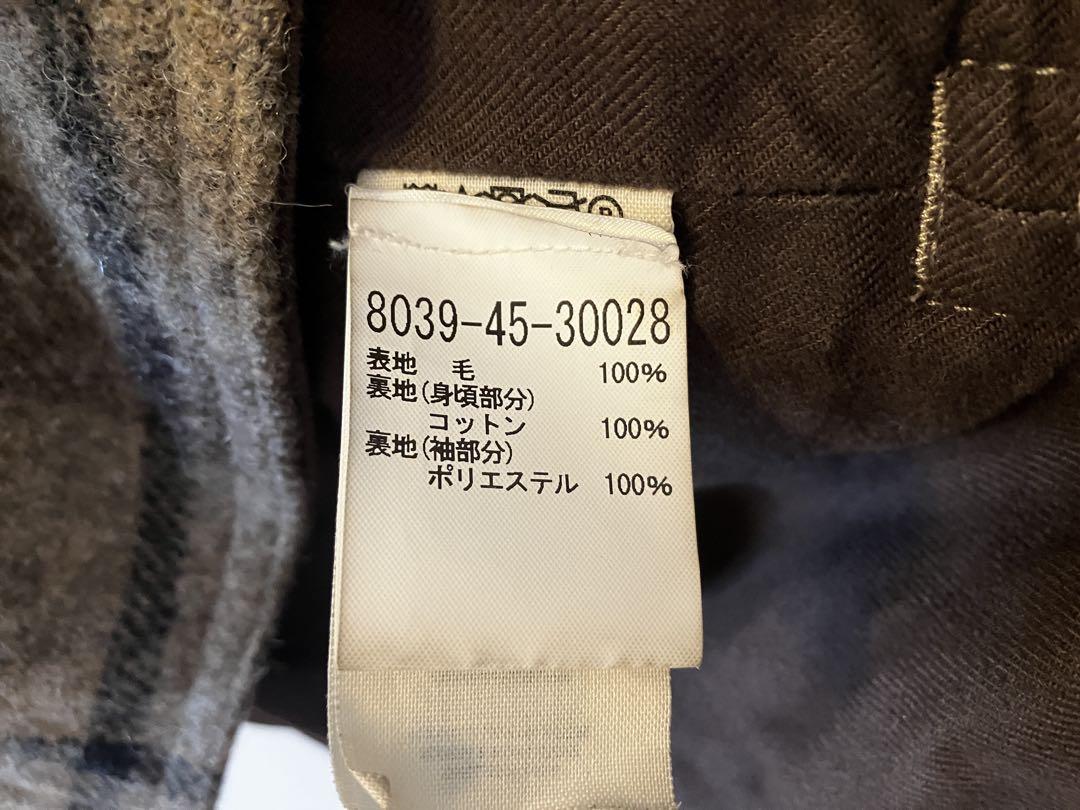 8039-45-30028
表地 毛 100%
裏地(身頃部分)
コットン 100%
裏地(袖部分)
ポリエステル 100%